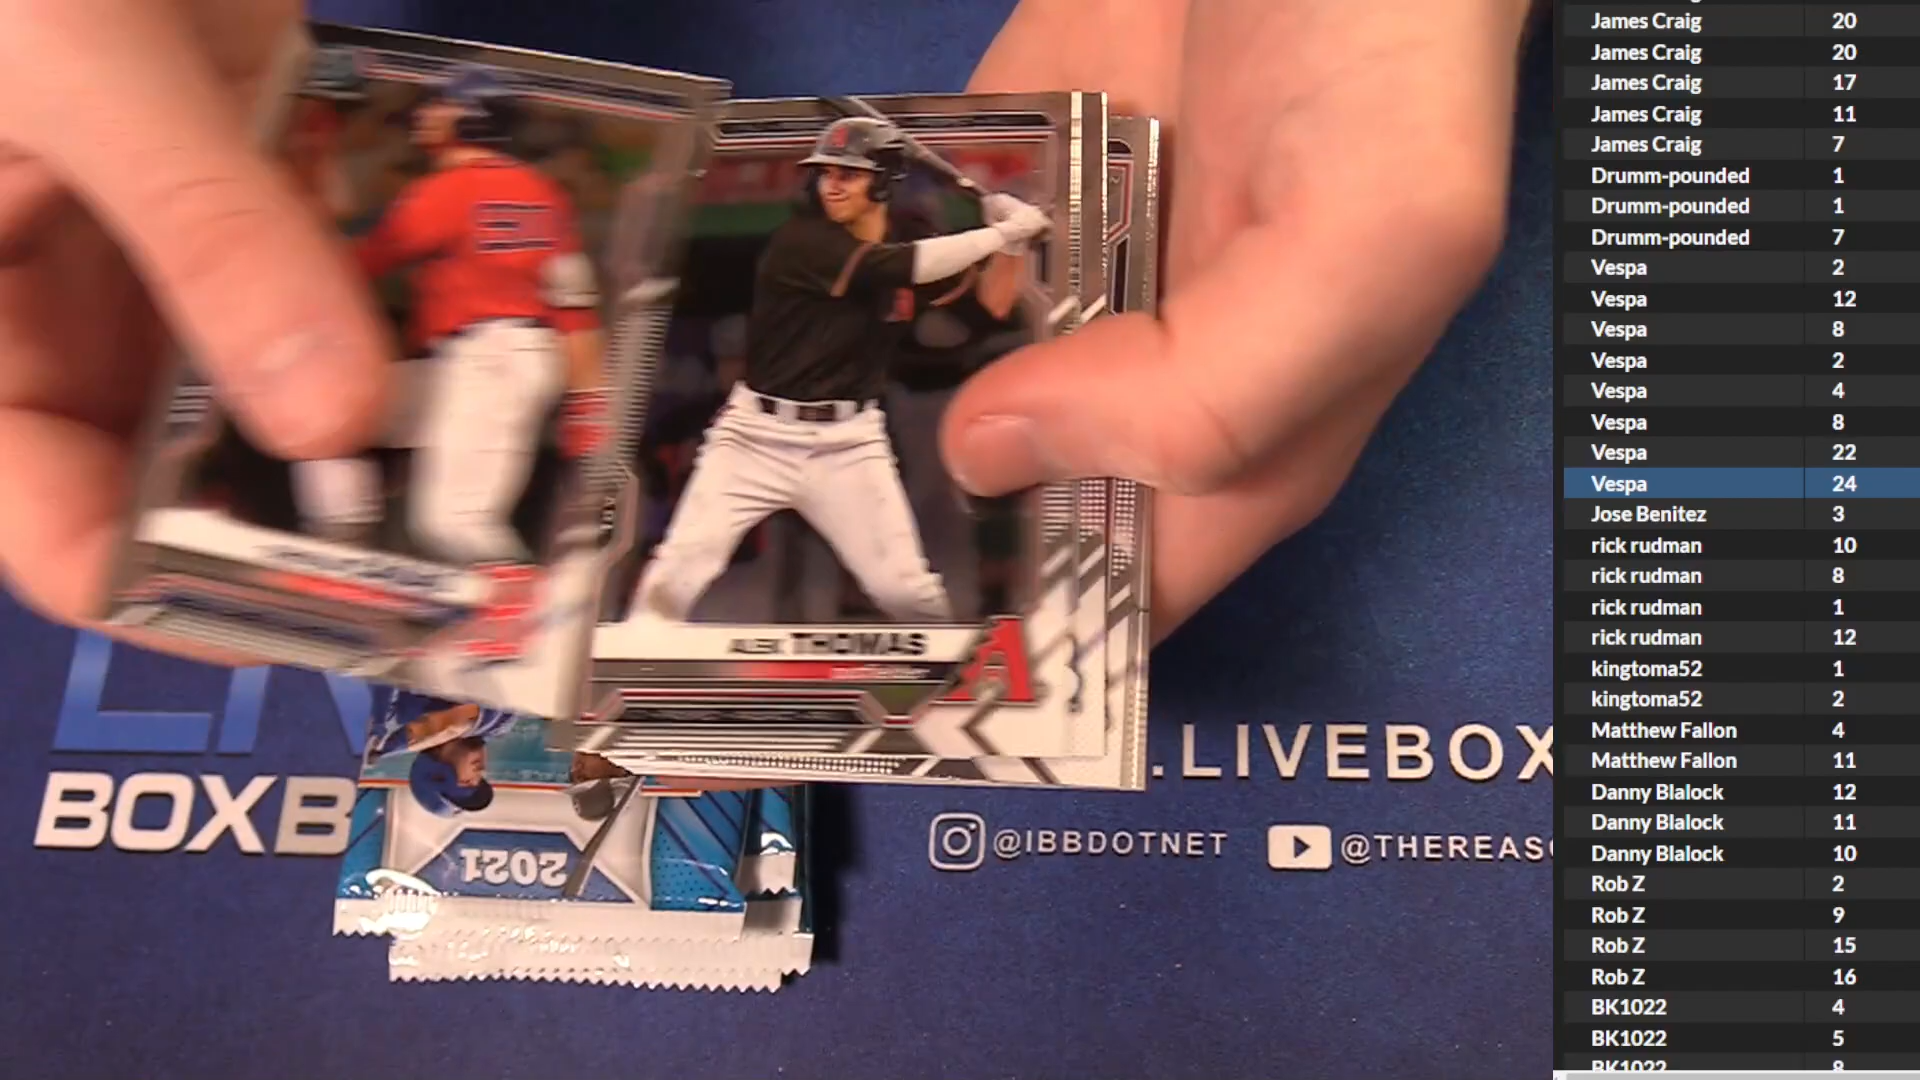 ALEK THOMAS
outfielder
BOXB
.LIVEBOX
@IBBDOTNET
@THEREAS
2021
James Craig 20
James Craig 20
James Craig 17
James Craig 11
James Craig 7
Drumm-pounded 1
Drumm-pounded 1
Drumm-pounded 7
Vespa 2
Vespa 12
Vespa 8
Vespa 2
Vespa 4
Vespa 8
Vespa 22
Vespa 24
Jose Benitez 3
rick rudman 10
rick rudman 8
rick rudman 1
rick rudman 12
kingtoma52 1
kingtoma52 2
Matthew Fallon 4
Matthew Fallon 11
Danny Blalock 12
Danny Blalock 11
Danny Blalock 10
Rob Z 2
Rob Z 9
Rob Z 15
Rob Z 16
BK1022 4
BK1022 5
BK1022 8